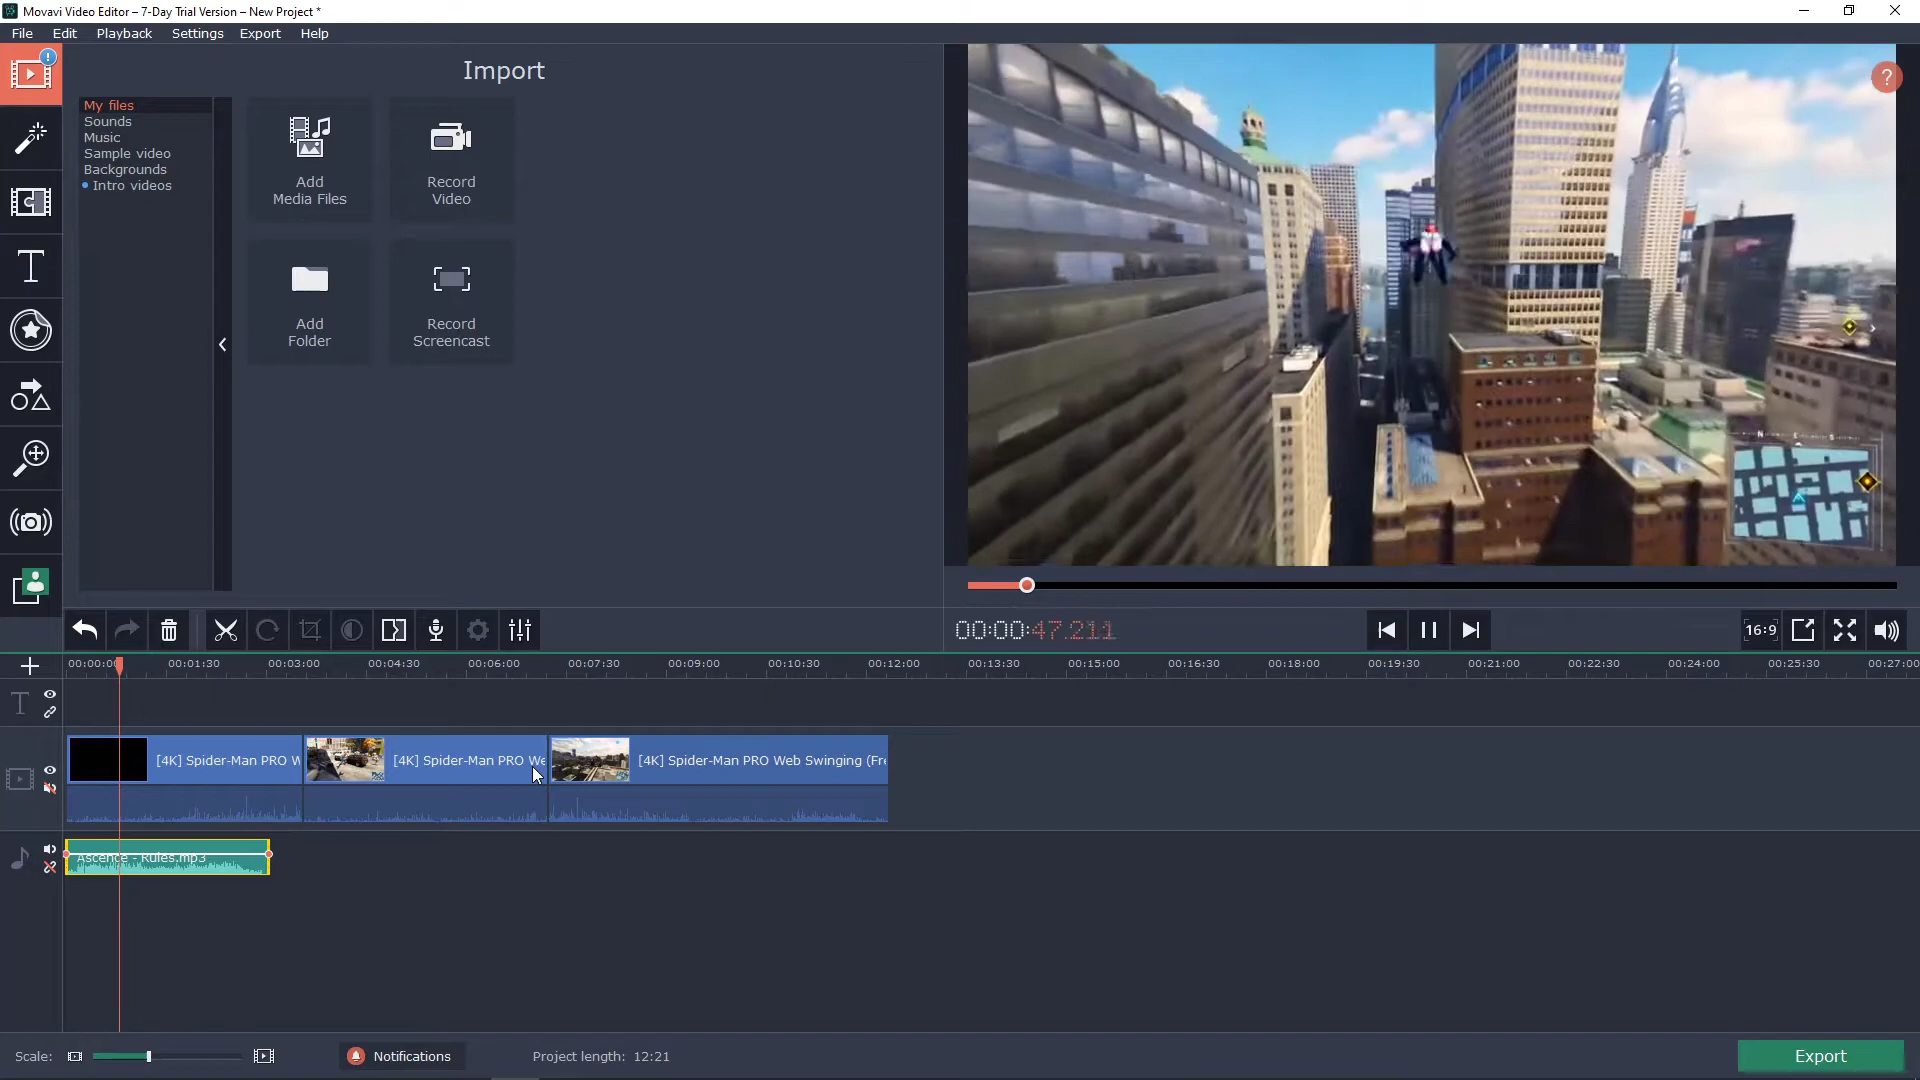 Movavi Video Editor – 7-Day Trial Version – New Project *
File Edit Playback Settings Export Help
Import
?
My files
Sounds
Music
Sample video
Backgrounds
Intro videos
Add
Media Files
Record
Video
Add
Folder
Record
Screencast
00:00:47.211
16:9
00:00:00 00:01:30 00:03:00 00:04:30 00:06:00 00:07:30 00:09:00 00:10:30 00:12:00 00:13:30 00:15:00 00:16:30 00:18:00 00:19:30 00:21:00 00:22:30 00:24:00 00:25:30 00:27:00
[4K] Spider-Man PRO W
[4K] Spider-Man PRO We
[4K] Spider-Man PRO Web Swinging (Fre
Ascence - Rules.mp3
Scale:
Notifications
Project length: 12:21
Export